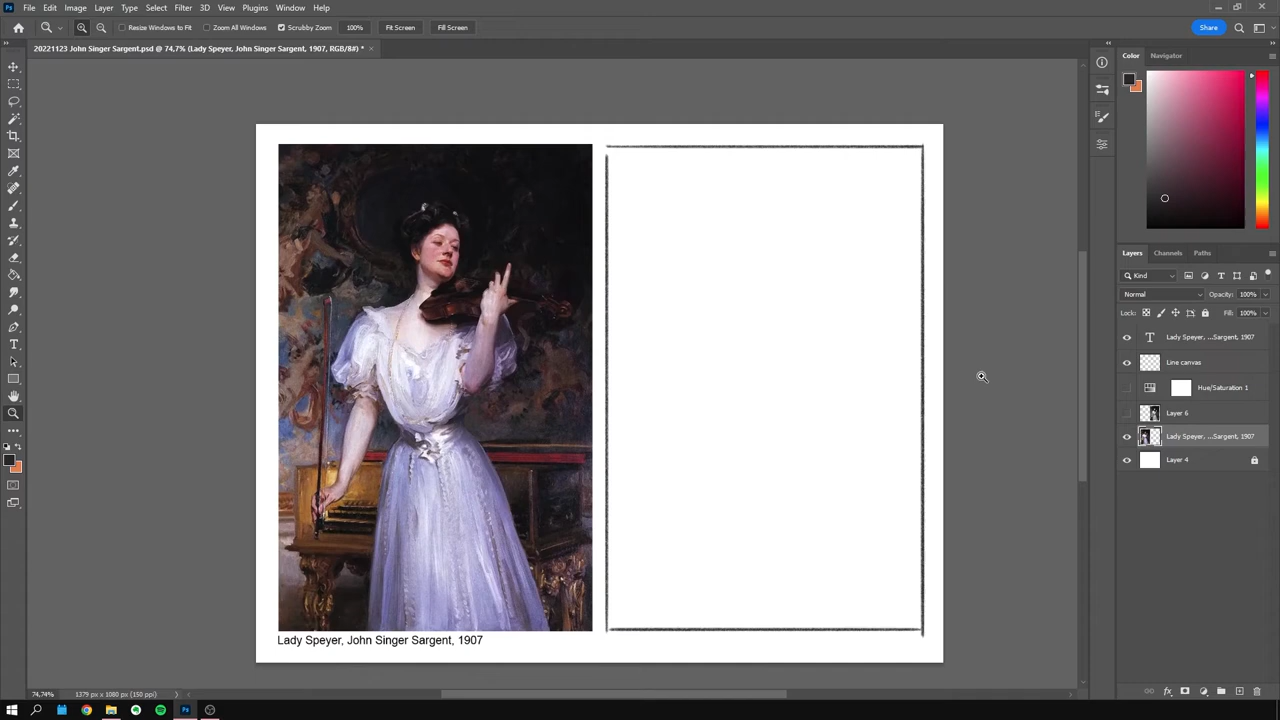 File Edit Image Layer Type Select Filter 3D View Plugins Window Help
Resize Windows to Fit Zoom All Windows Scrubby Zoom 100% Fit Screen Fill Screen Share
20221123 John Singer Sargent.psd @ 74,7% (Lady Speyer, John Singer Sargent, 1907, RGB/8#) *
Color Navigator
Layers Channels Paths
Kind
Normal Opacity: 100%
Lock: Fill: 100%
Lady Speyer, ...Sargent, 1907
Line canvas
Hue/Saturation 1
Layer 6
Lady Speyer, ...Sargent, 1907
Layer 4
Lady Speyer, John Singer Sargent, 1907
74,74% 1379 px x 1080 px (150 ppi)